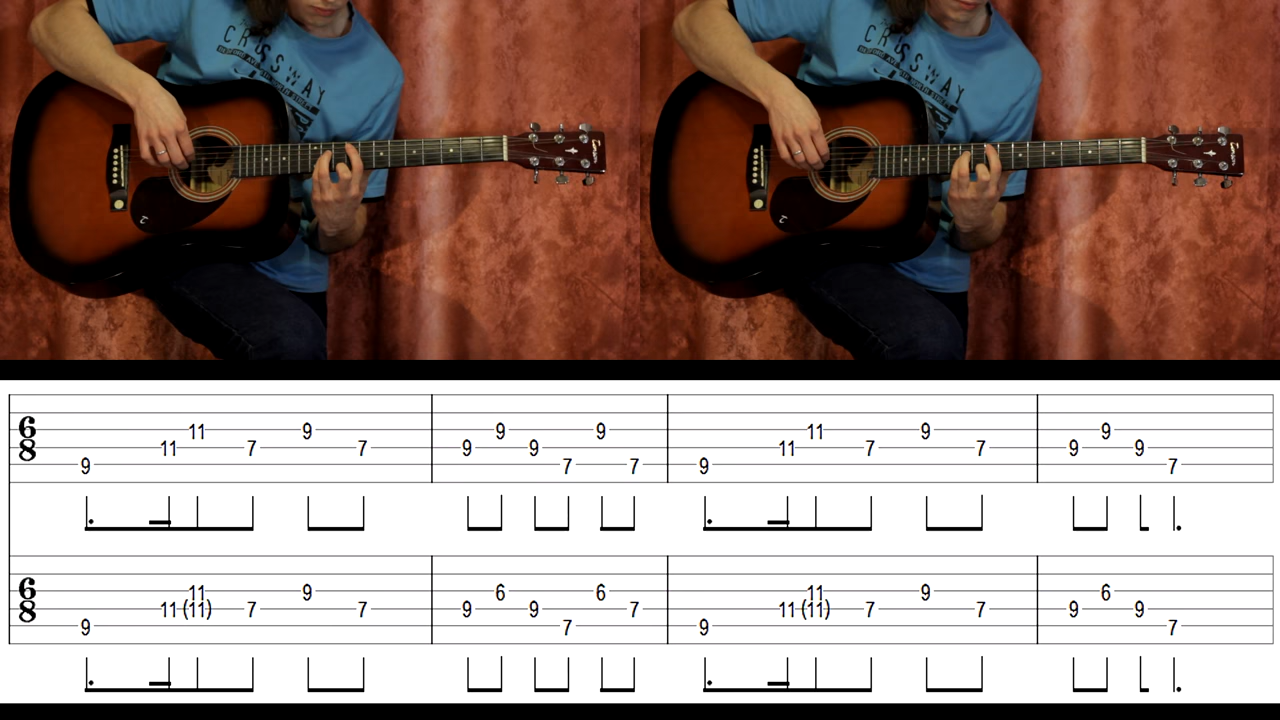 CROSSWAY
CROSSWAY
6 11 9 9 9 11 9 9
8 11 7 7 9 9 11 7 7 9 9
9 7 7 9 7
6 11 9 6 6 11 9 6
8 11 (11) 7 7 9 9 7 11 (11) 7 7 9 9
9 7 9 7